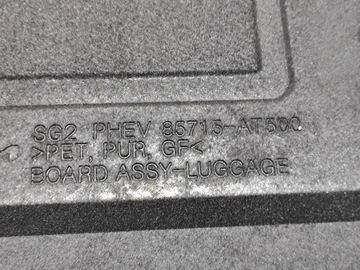 SG2 PHEV 85715-AT500
>PET, PUR, GF<
BOARD ASSY-LUGGAGE